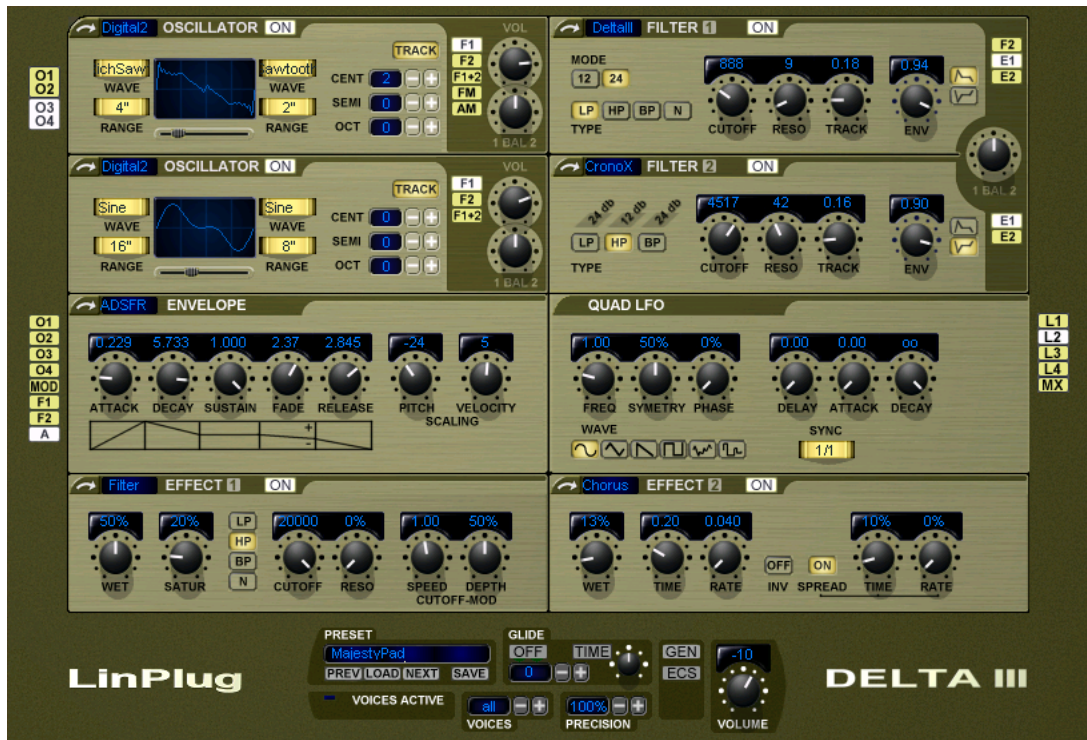 Digital2 OSCILLATOR ON
VOL
TRACK
F1
F2
F1+2
FM
AM
ichSaw
WAVE
4"
RANGE
awtooth
WAVE
2"
RANGE
CENT 2
SEMI 0
OCT 0
1 BAL 2
O1
O2
O3
O4
DeltaIII FILTER 1 ON
MODE
12 24
LP HP BP N
TYPE
888 9 0.18 0.94
CUTOFF RESO TRACK ENV
F2
E1
E2
1 BAL 2
Digital2 OSCILLATOR ON
VOL
TRACK
F1
F2
F1+2
Sine
WAVE
16"
RANGE
Sine
WAVE
8"
RANGE
CENT 0
SEMI 0
OCT 0
1 BAL 2
CronoX FILTER 2 ON
24 db 12 db 24 db
LP HP BP
TYPE
4517 42 0.16 0.90
CUTOFF RESO TRACK ENV
E1
E2
ADSFR ENVELOPE
0.229 5.733 1.000 2.37 2.845 -24 5
ATTACK DECAY SUSTAIN FADE RELEASE PITCH VELOCITY
SCALING
+
-
O1
O2
O3
O4
MOD
F1
F2
A
QUAD LFO
1.00 50% 0% 0.00 0.00 oo
FREQ SYMETRY PHASE DELAY ATTACK DECAY
WAVE
SYNC
1/1
L1
L2
L3
L4
MX
Filter EFFECT 1 ON
50% 20%
LP
HP
BP
N
20000 0% 1.00 50%
WET SATUR CUTOFF RESO SPEED DEPTH
CUTOFF-MOD
Chorus EFFECT 2 ON
13% 0.20 0.040 10% 0%
OFF ON
WET TIME RATE INV SPREAD TIME RATE
LinPlug
PRESET
MajestyPad
PREV LOAD NEXT SAVE
VOICES ACTIVE
GLIDE
OFF TIME
0
all
VOICES
100%
PRECISION
GEN
ECS
-10
VOLUME
DELTA III